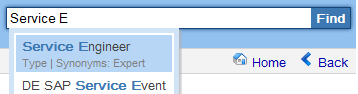 Service E Find
Service Engineer
Type | Synonyms: Expert
Home Back
DE SAP Service Event